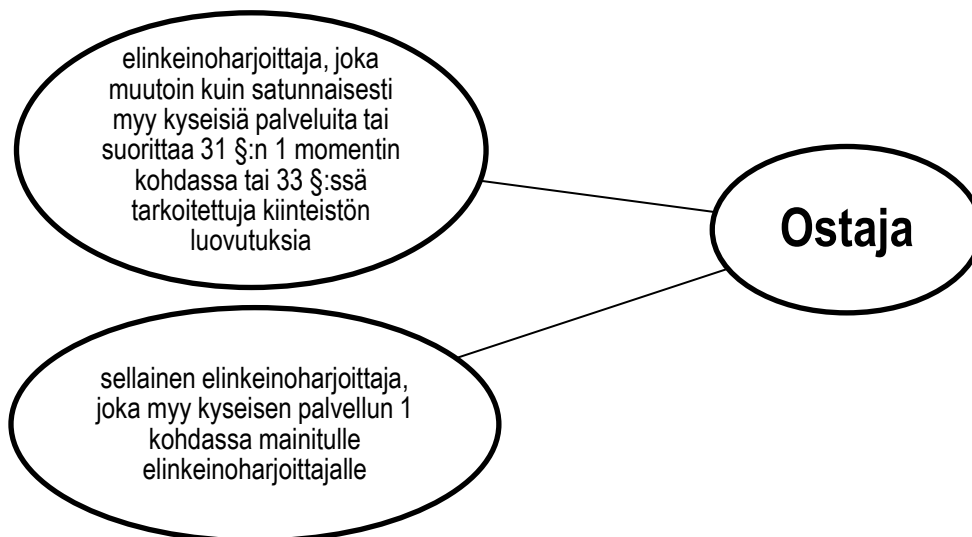 elinkeinoharjoittaja, joka
muutoin kuin satunnaisesti
myy kyseisiä palveluita tai
suorittaa 31 §:n 1 momentin
kohdassa tai 33 §:ssä
tarkoitettuja kiinteistön
luovutuksia
Ostaja
sellainen elinkeinoharjoittaja,
joka myy kyseisen palvellun 1
kohdassa mainitulle
elinkeinoharjoittajalle